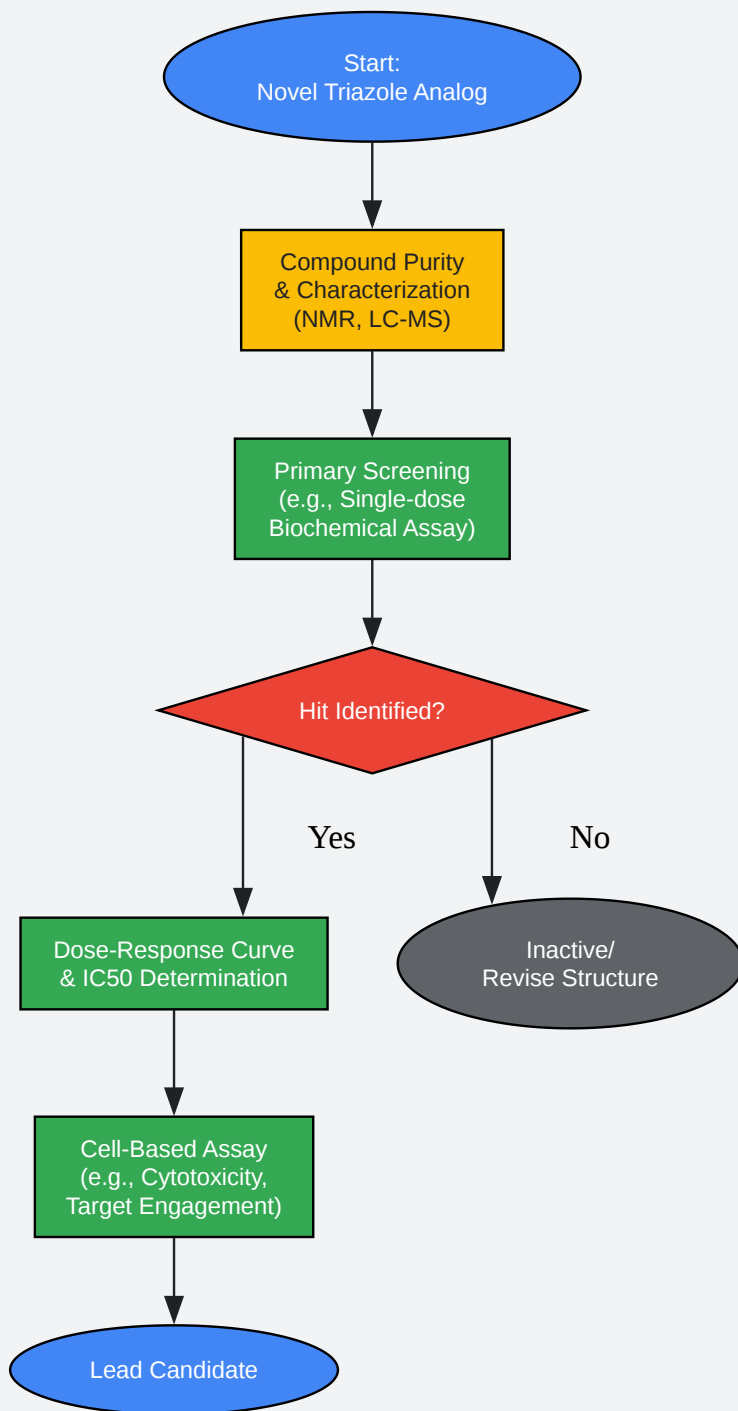 Start:
Novel Triazole Analog
Compound Purity
& Characterization
(NMR, LC-MS)
Primary Screening
(e.g., Single-dose
Biochemical Assay)
Hit Identified?
Yes
No
Dose-Response Curve
& IC50 Determination
Inactive/
Revise Structure
Cell-Based Assay
(e.g., Cytotoxicity,
Target Engagement)
Lead Candidate